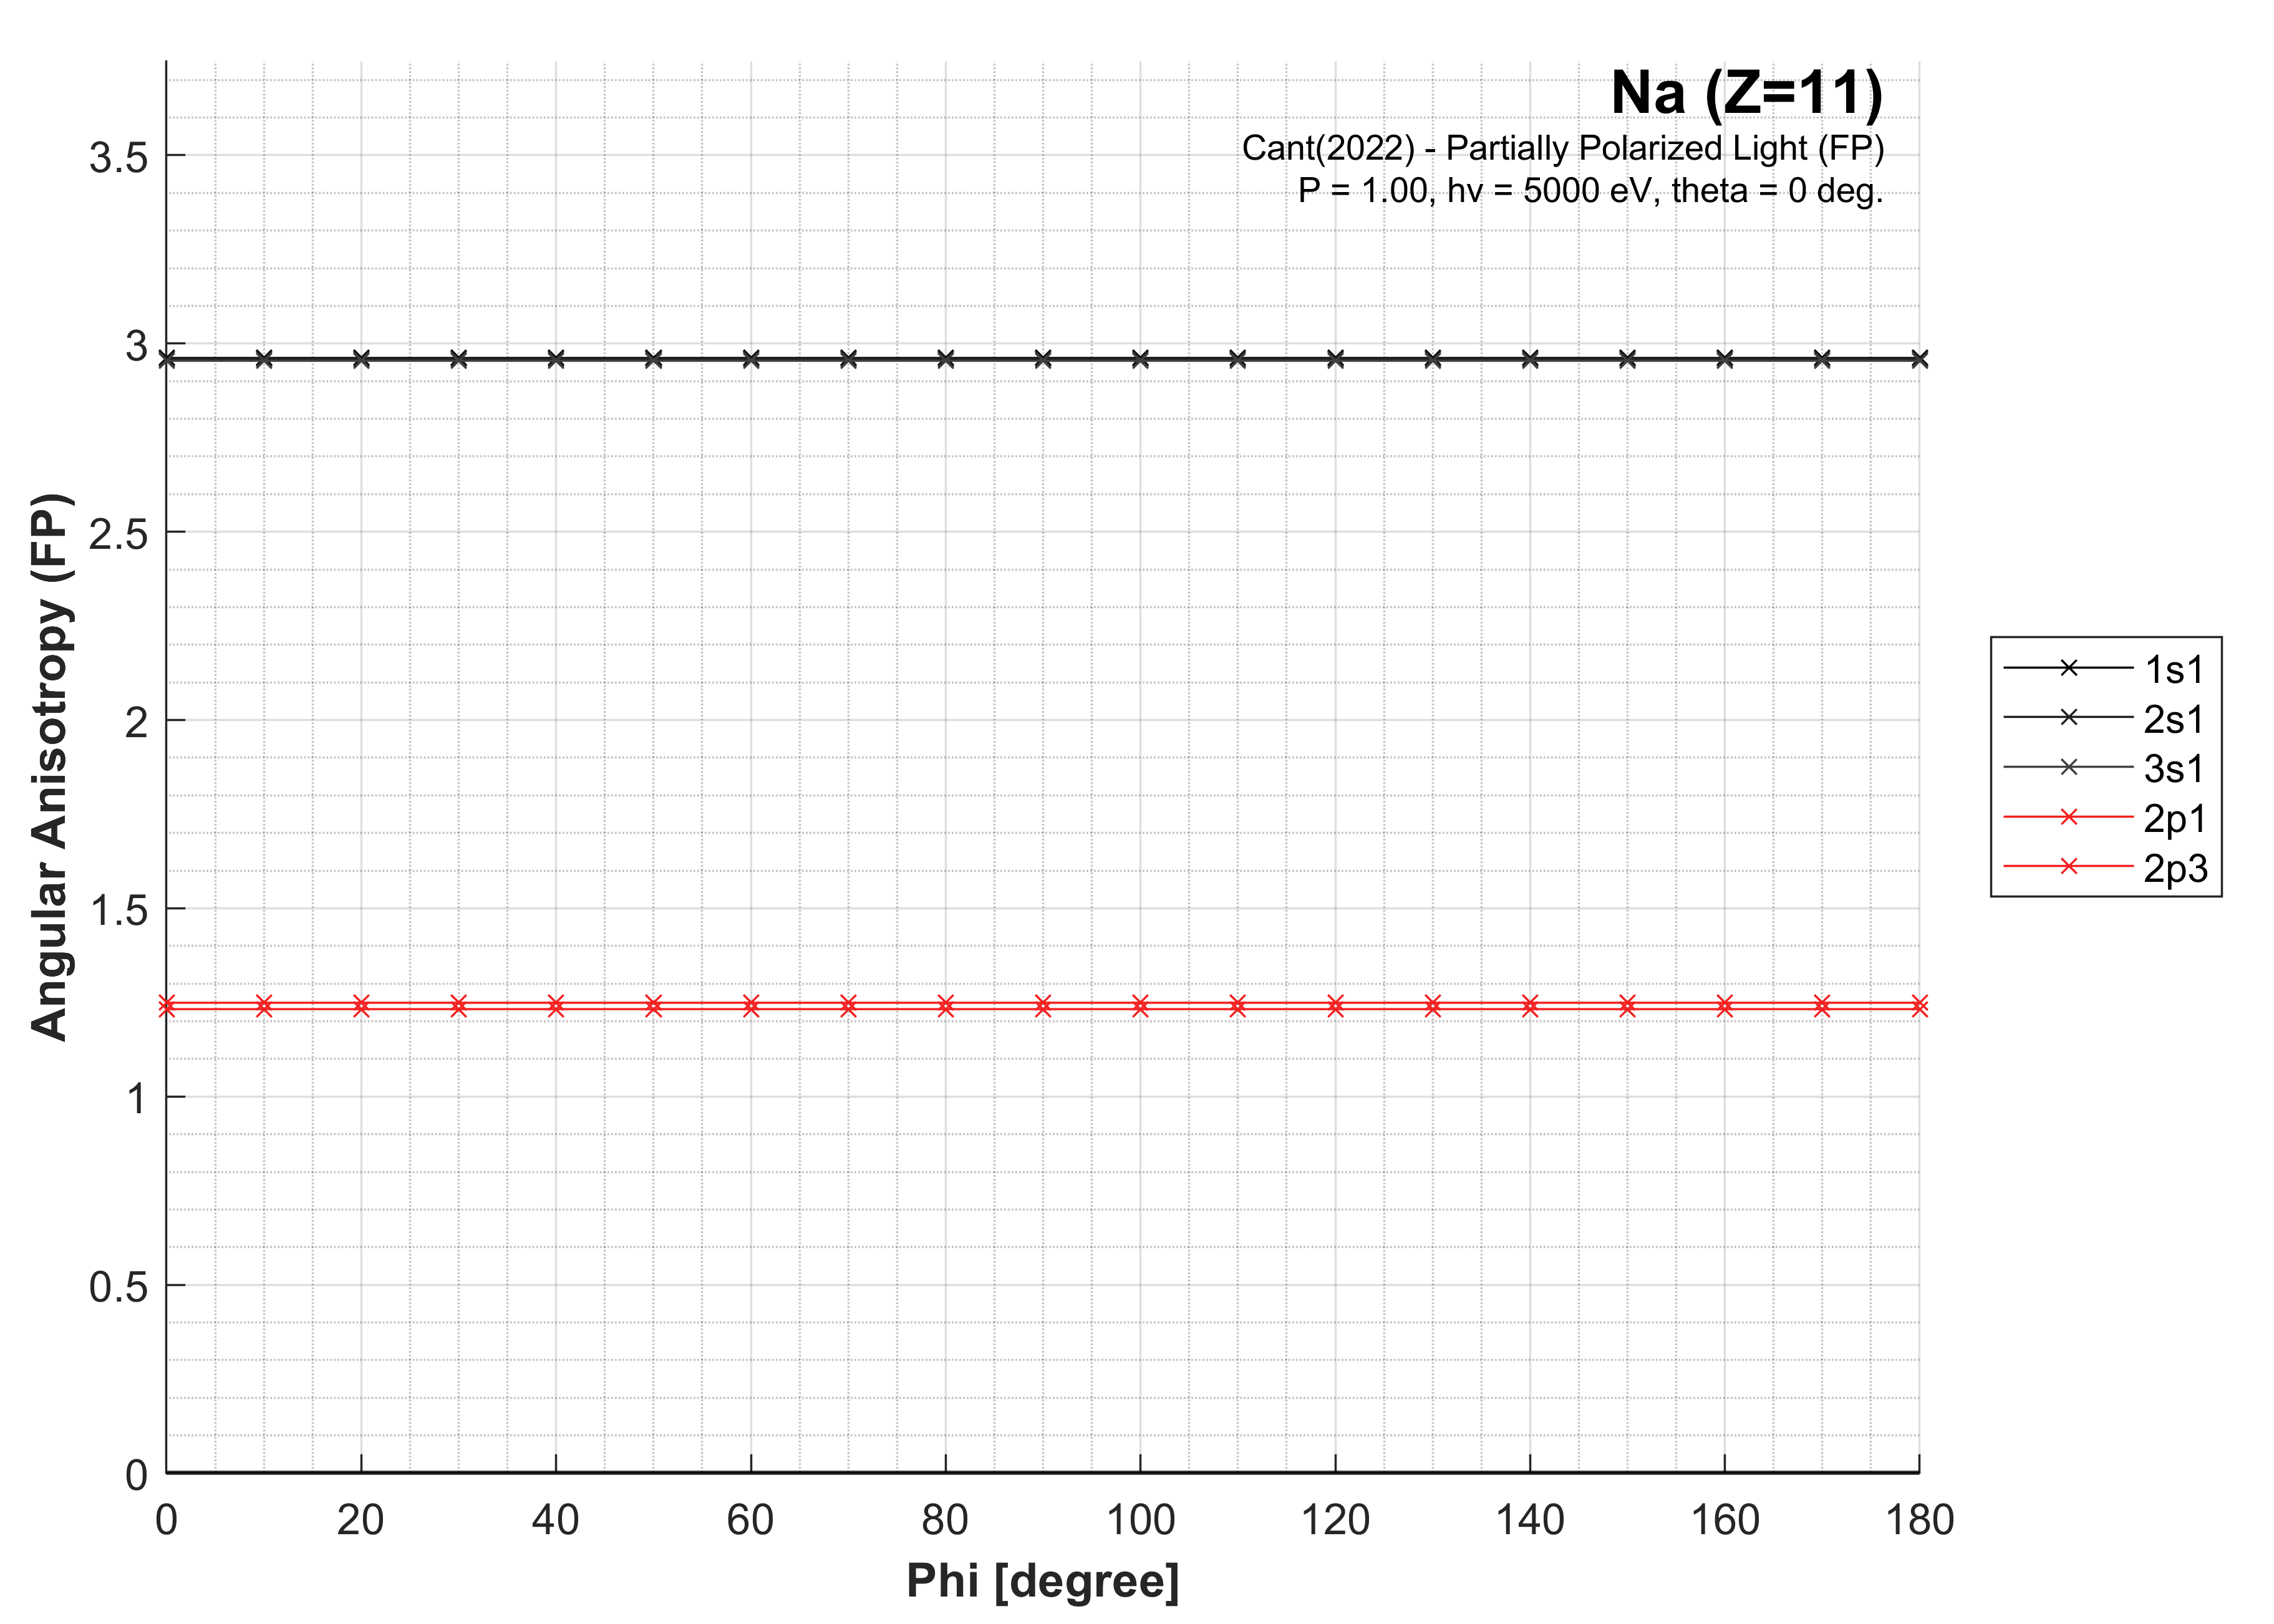 Na (Z=11)
Cant(2022) - Partially Polarized Light (FP)
P = 1.00, hv = 5000 eV, theta = 0 deg.
Angular Anisotropy (FP)
3.5
3
2.5
2
1.5
1
0.5
0
0 20 40 60 80 100 120 140 160 180
Phi [degree]
1s1
2s1
3s1
2p1
2p3